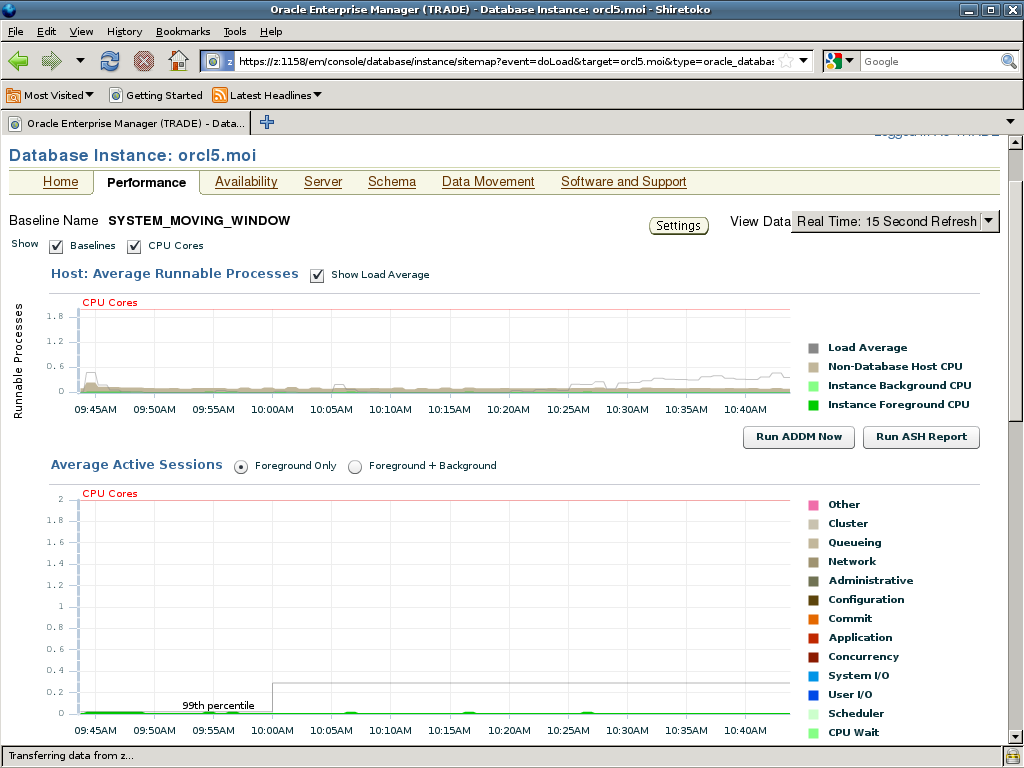 Oracle Enterprise Manager (TRADE) - Database Instance: orcl5.moi - Shiretoko
File Edit View History Bookmarks Tools Help
z https://z:1158/em/console/database/instance/sitemap?event=doLoad&target=orcl5.moi&type=oracle_databas Google
Most Visited Getting Started Latest Headlines
Oracle Enterprise Manager (TRADE) - Data...
Database Instance: orcl5.moi
Home Performance Availability Server Schema Data Movement Software and Support
Baseline Name SYSTEM_MOVING_WINDOW Settings View Data Real Time: 15 Second Refresh
Show Baselines CPU Cores
Host: Average Runnable Processes Show Load Average
Runnable Processes
CPU Cores
1.8
1.2
0.6
0
09:45AM 09:50AM 09:55AM 10:00AM 10:05AM 10:10AM 10:15AM 10:20AM 10:25AM 10:30AM 10:35AM 10:40AM
Load Average
Non-Database Host CPU
Instance Background CPU
Instance Foreground CPU
Run ADDM Now Run ASH Report
Average Active Sessions Foreground Only Foreground + Background
CPU Cores
2
1.8
1.6
1.4
1.2
1
0.8
0.6
0.4
0.2
0
99th percentile
09:45AM 09:50AM 09:55AM 10:00AM 10:05AM 10:10AM 10:15AM 10:20AM 10:25AM 10:30AM 10:35AM 10:40AM
Other
Cluster
Queueing
Network
Administrative
Configuration
Commit
Application
Concurrency
System I/O
User I/O
Scheduler
CPU Wait
Transferring data from z...